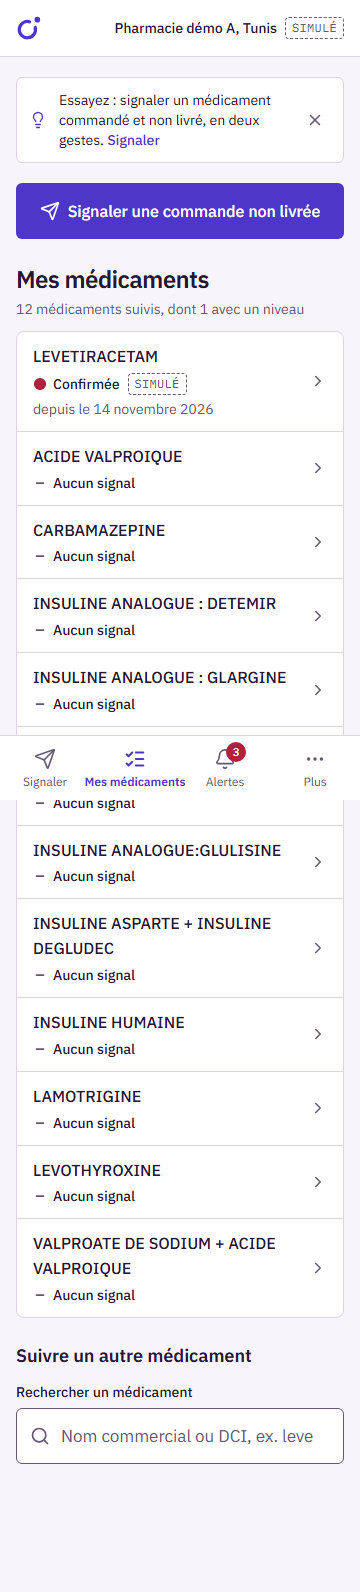 Pharmacie démo A, Tunis SIMULÉ
Essayez : signaler un médicament
commandé et non livré, en deux
gestes. Signaler
Signaler une commande non livrée
Mes médicaments
12 médicaments suivis, dont 1 avec un niveau
LEVETIRACETAM
Confirmée SIMULÉ
depuis le 14 novembre 2026
ACIDE VALPROIQUE
– Aucun signal
CARBAMAZEPINE
– Aucun signal
INSULINE ANALOGUE : DETEMIR
– Aucun signal
INSULINE ANALOGUE : GLARGINE
– Aucun signal
Signaler Mes médicaments Alertes 3 Plus
– Aucun signal
INSULINE ANALOGUE:GLULISINE
– Aucun signal
INSULINE ASPARTE + INSULINE
DEGLUDEC
– Aucun signal
INSULINE HUMAINE
– Aucun signal
LAMOTRIGINE
– Aucun signal
LEVOTHYROXINE
– Aucun signal
VALPROATE DE SODIUM + ACIDE
VALPROIQUE
– Aucun signal
Suivre un autre médicament
Rechercher un médicament
Nom commercial ou DCI, ex. leve